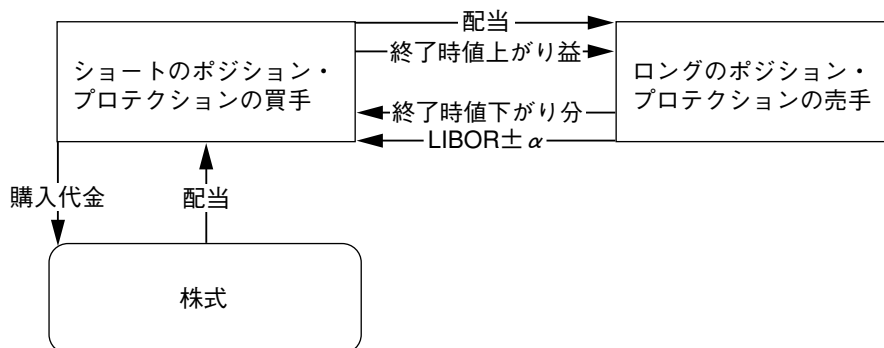 配当
終了時値上がり益
ショートのポジション・
プロテクションの買手
ロングのポジション・
プロテクションの売手
終了時値下がり分
LIBOR±α
購入代金
配当
株式